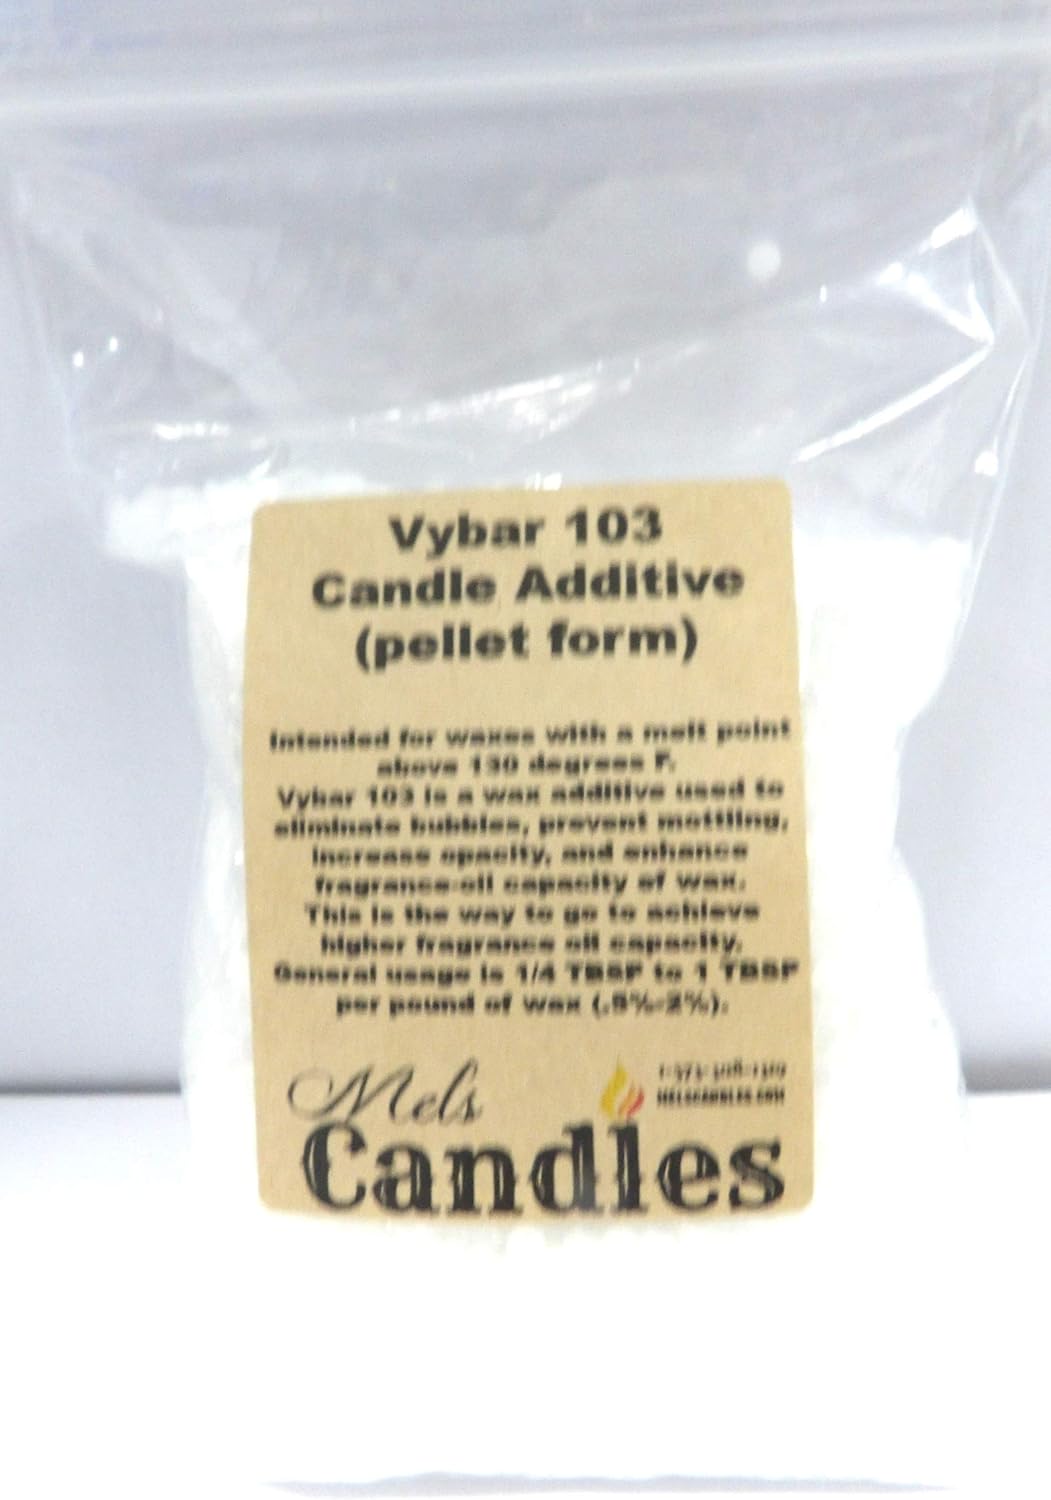 Vybar 103
Candle Additive
(pellet form)
Intended for waxes with a melt point
above 130 degrees F.
Vybar 103 is a wax additive used to
eliminate bubbles, prevent mottling,
increase opacity, and enhance
fragrance-oil capacity of wax.
This is the way to go to achieve
higher fragrance oil capacity.
General usage is 1/4 TBSP to 1 TBSP
per pound of wax (.5%-2%).
Mels
MELSCANDLES.COM
Candles